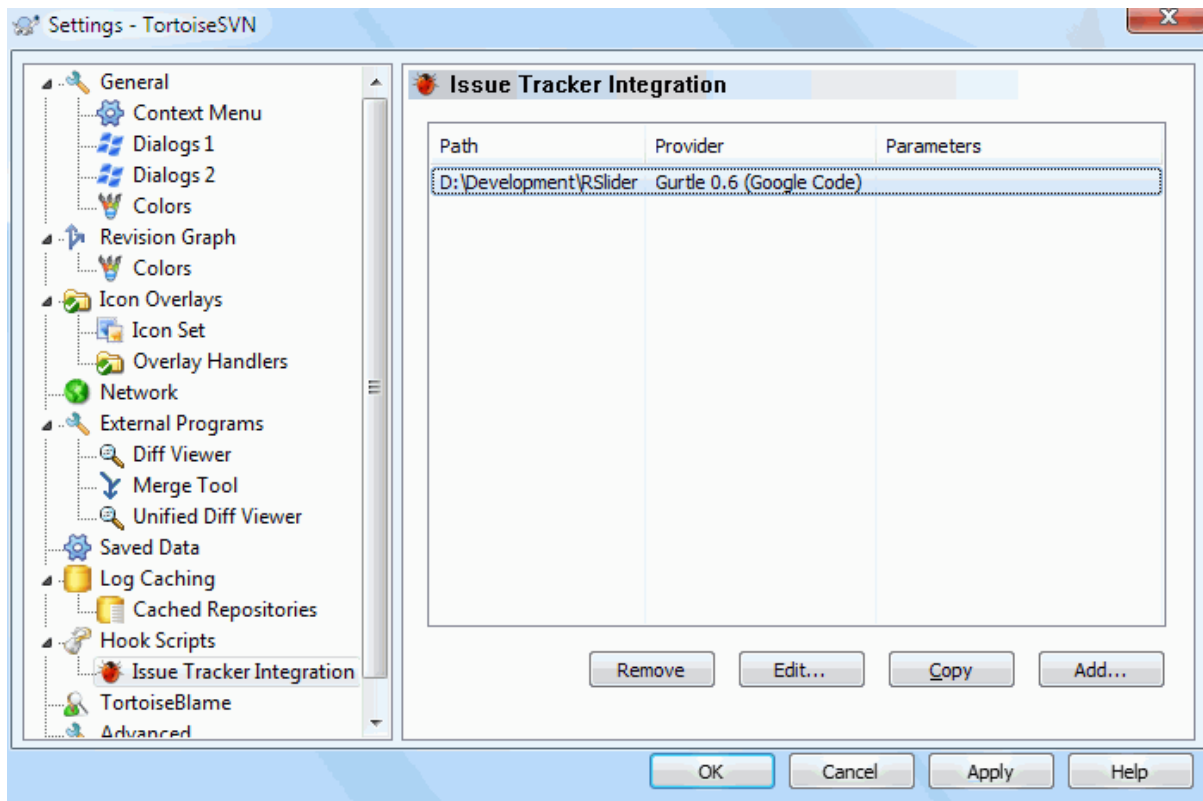 Settings - TortoiseSVN
General
Context Menu
Dialogs 1
Dialogs 2
Colors
Revision Graph
Colors
Icon Overlays
Icon Set
Overlay Handlers
Network
External Programs
Diff Viewer
Merge Tool
Unified Diff Viewer
Saved Data
Log Caching
Cached Repositories
Hook Scripts
Issue Tracker Integration
TortoiseBlame
Advanced
Issue Tracker Integration
Path Provider Parameters
D:\Development\RSlider Gurtle 0.6 (Google Code)
Remove Edit... Copy Add...
OK Cancel Apply Help